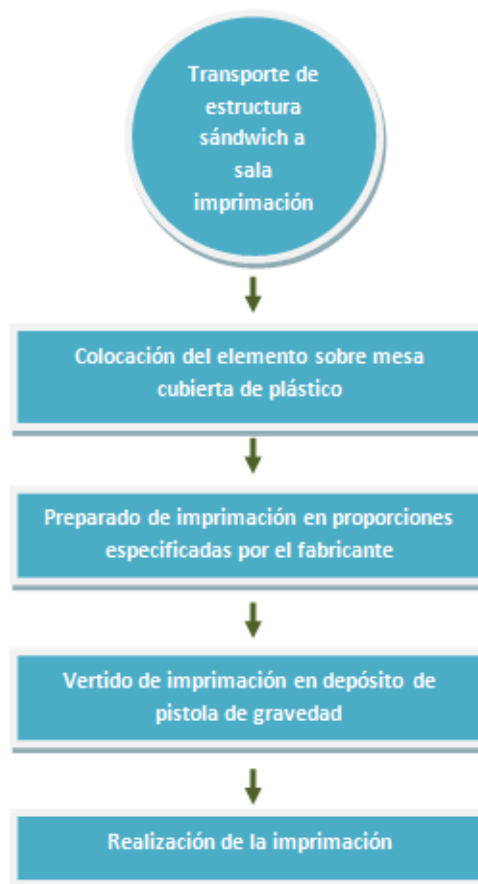 Transporte de
estructura
sándwich a
sala
imprimación
Colocación del elemento sobre mesa
cubierta de plástico
Preparado de imprimación en proporciones
especificadas por el fabricante
Vertido de imprimación en depósito de
pistola de gravedad
Realización de la imprimación